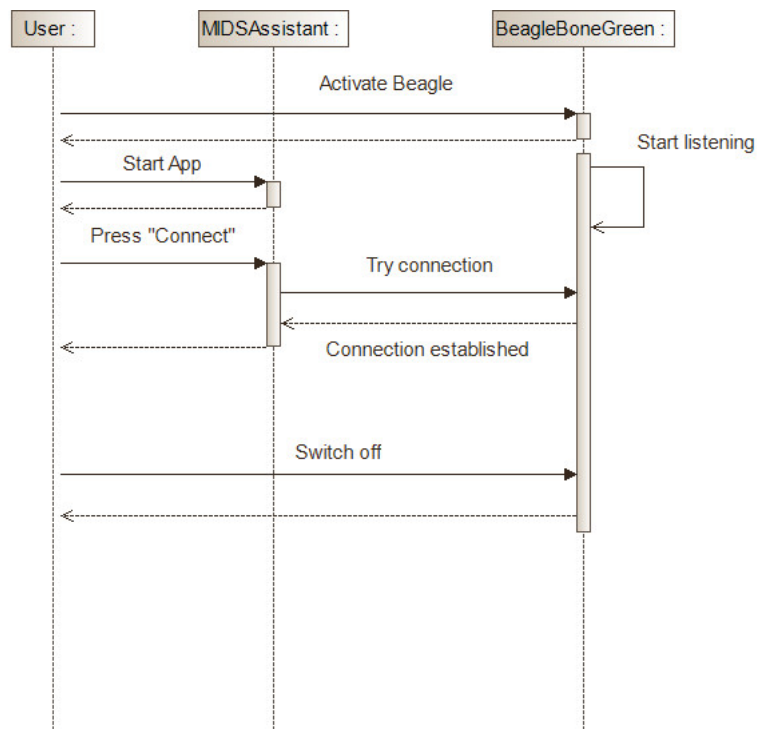 User :
MIDSAssistant :
BeagleBoneGreen :
Activate Beagle
Start listening
Start App
Press "Connect"
Try connection
Connection established
Switch off